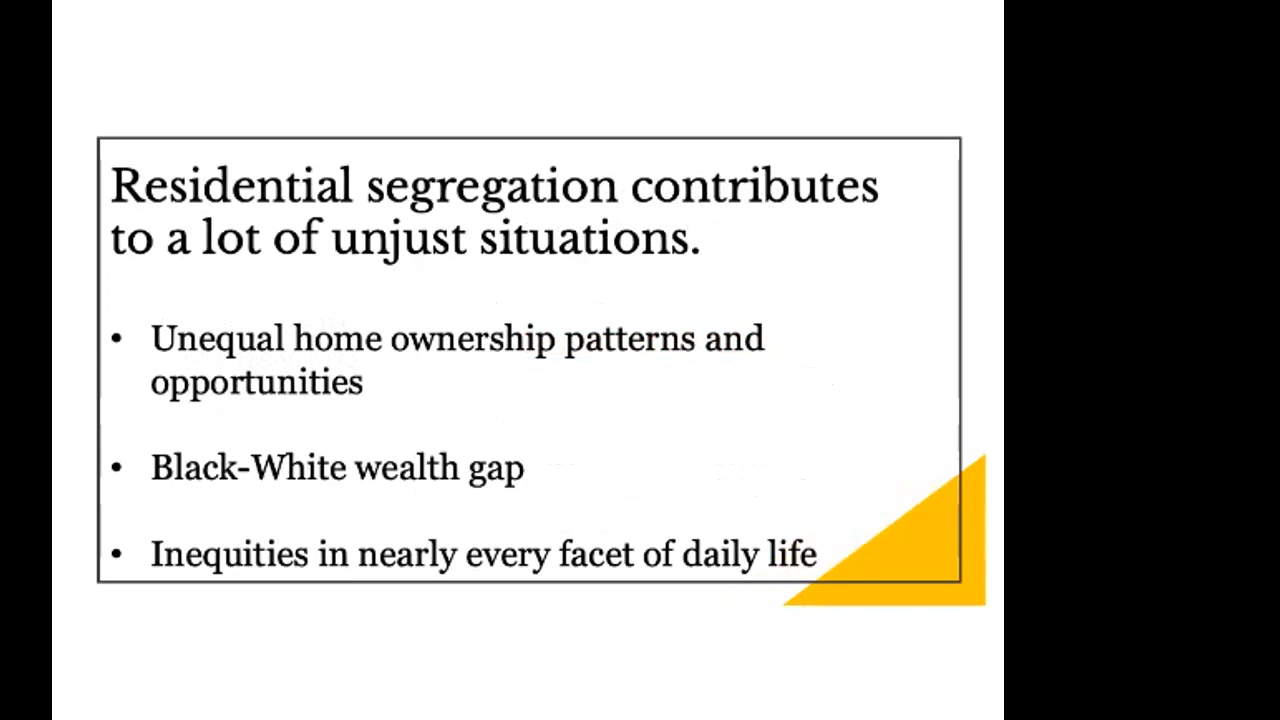 Residential segregation contributes
to a lot of unjust situations.
• Unequal home ownership patterns and
opportunities
• Black-White wealth gap
• Inequities in nearly every facet of daily life